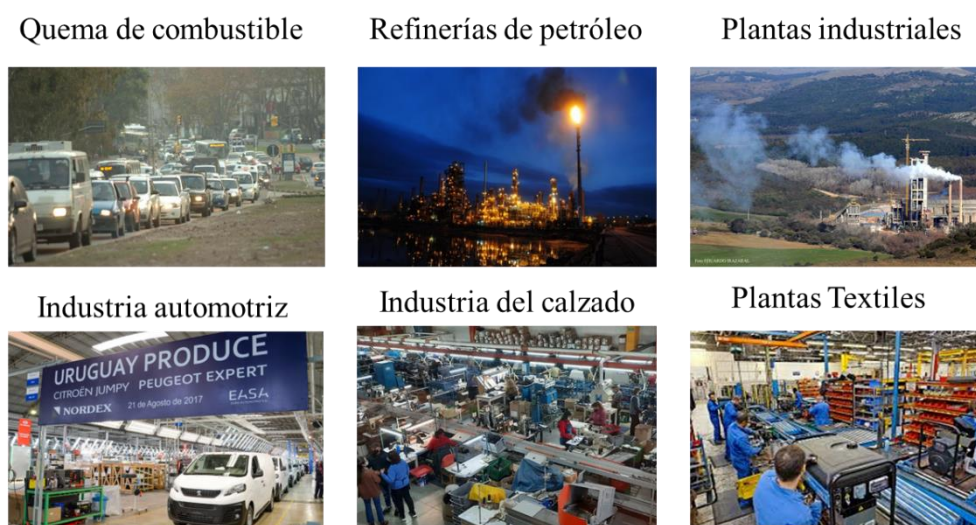 Quema de combustible
Refinerías de petróleo
Plantas industriales
Industria automotriz
Industria del calzado
Plantas Textiles
URUGUAY PRODUCE
CITROËN JUMPY PEUGEOT EXPERT
NORDEX
21 de Agosto de 2017
EASA